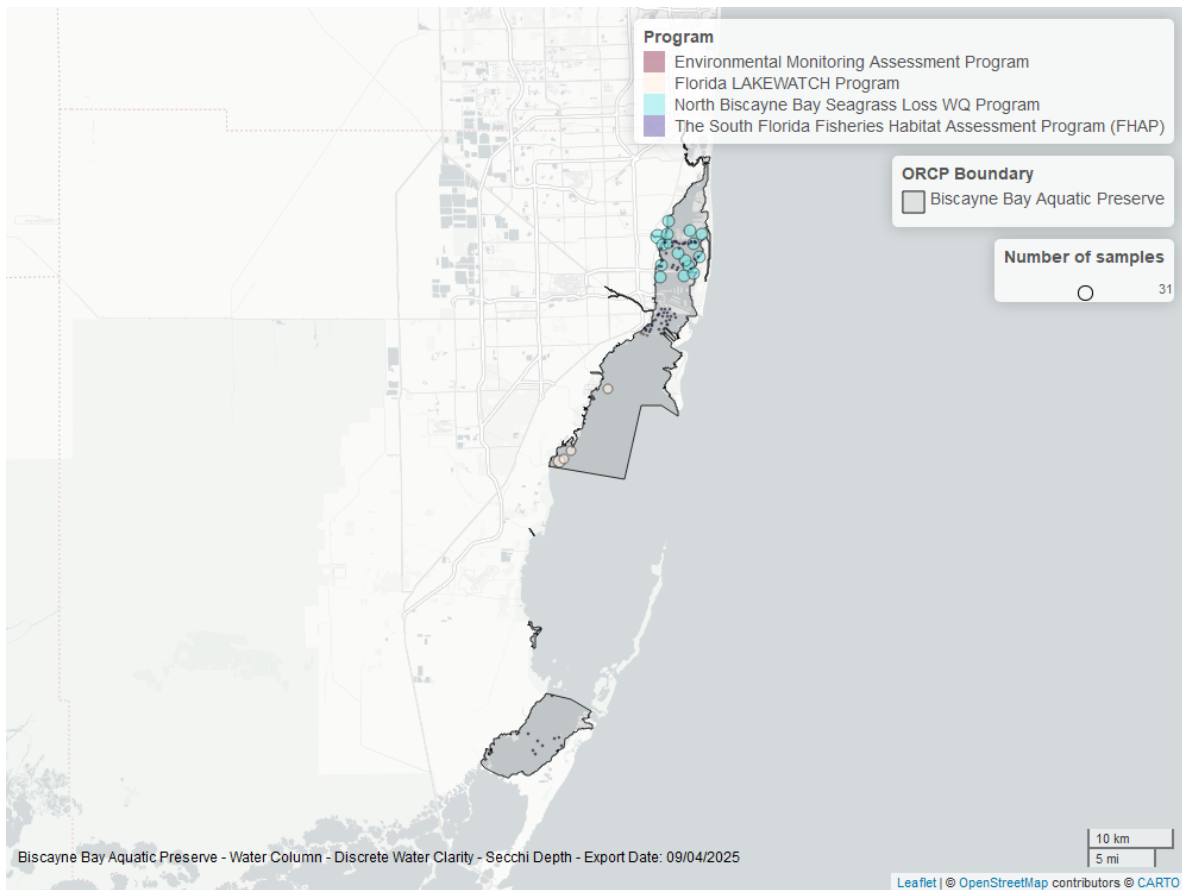 Program
Environmental Monitoring Assessment Program
Florida LAKEWATCH Program
North Biscayne Bay Seagrass Loss WQ Program
The South Florida Fisheries Habitat Assessment Program (FHAP)
ORCP Boundary
Biscayne Bay Aquatic Preserve
Number of samples
31
10 km
5 mi
Biscayne Bay Aquatic Preserve - Water Column - Discrete Water Clarity - Secchi Depth - Export Date: 09/04/2025
Leaflet | © OpenStreetMap contributors © CARTO